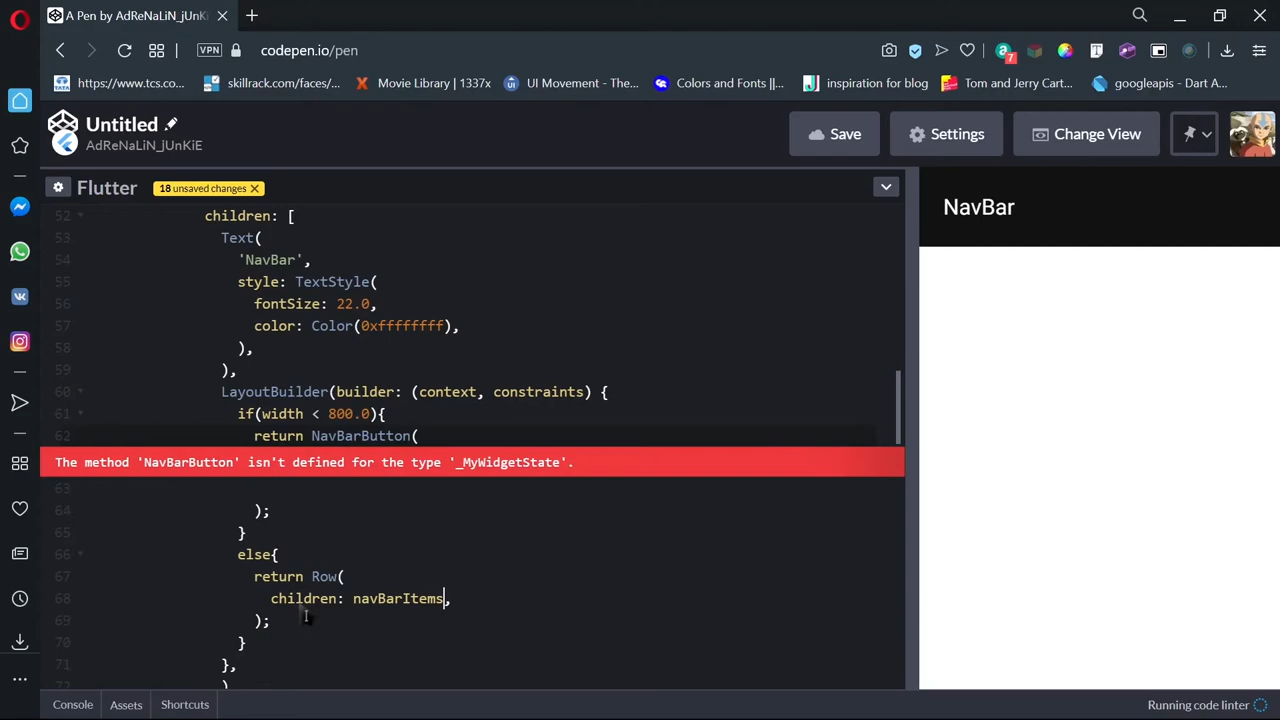 A Pen by AdReNaLiN_jUnKiE
VPN
codepen.io/pen
7
https://www.tcs.co...
skillrack.com/faces/...
Movie Library | 1337x
UI Movement - The...
Colors and Fonts ||...
inspiration for blog
Tom and Jerry Cart...
googleapis - Dart A...
Untitled
AdReNaLiN_jUnKiE
Save
Settings
Change View
Flutter
18 unsaved changes
NavBar
52 children: [
53 Text(
54 'NavBar',
55 style: TextStyle(
56 fontSize: 22.0,
57 color: Color(0xffffffff),
58 ),
59 ),
60 LayoutBuilder(builder: (context, constraints) {
61 if(width < 800.0){
62 return NavBarButton(
The method 'NavBarButton' isn't defined for the type '_MyWidgetState'.
63
64 );
65 }
66 else{
67 return Row(
68 children: navBarItems,
69 );
70 }
71 },
72 )
Console
Assets
Shortcuts
Running code linter